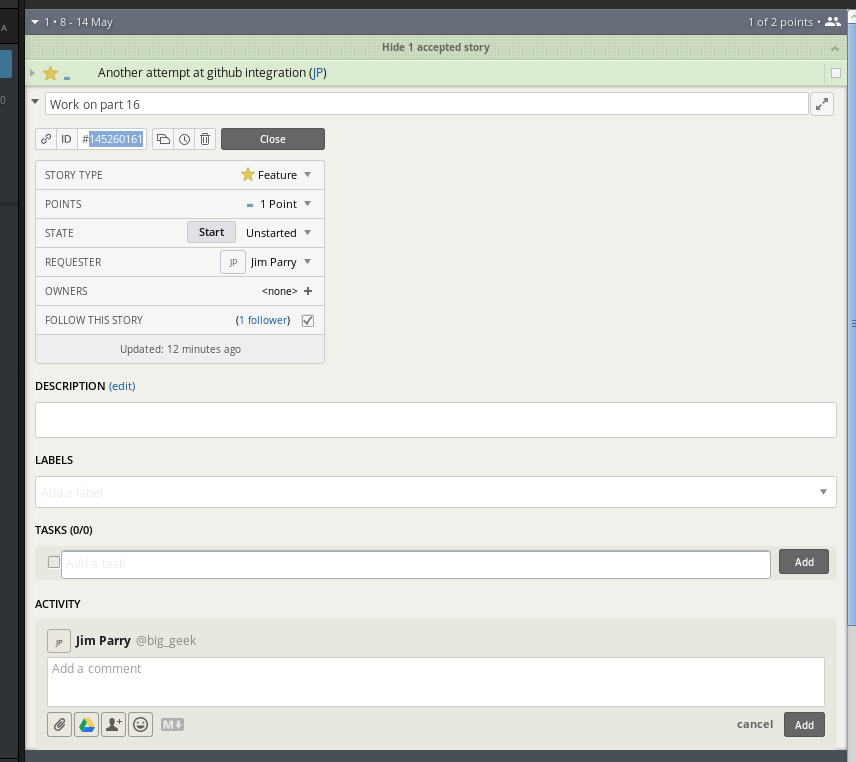 A
0
1 • 8 - 14 May 1 of 2 points •
Hide 1 accepted story
Another attempt at github integration (JP)
Work on part 16
ID #145260161 Close
STORY TYPE Feature
POINTS 1 Point
STATE Start Unstarted
REQUESTER JP Jim Parry
OWNERS <none> +
FOLLOW THIS STORY (1 follower)
Updated: 12 minutes ago
DESCRIPTION (edit)
LABELS
Add a label
TASKS (0/0)
Add a task Add
ACTIVITY
JP Jim Parry @big_geek
Add a comment
M cancel Add